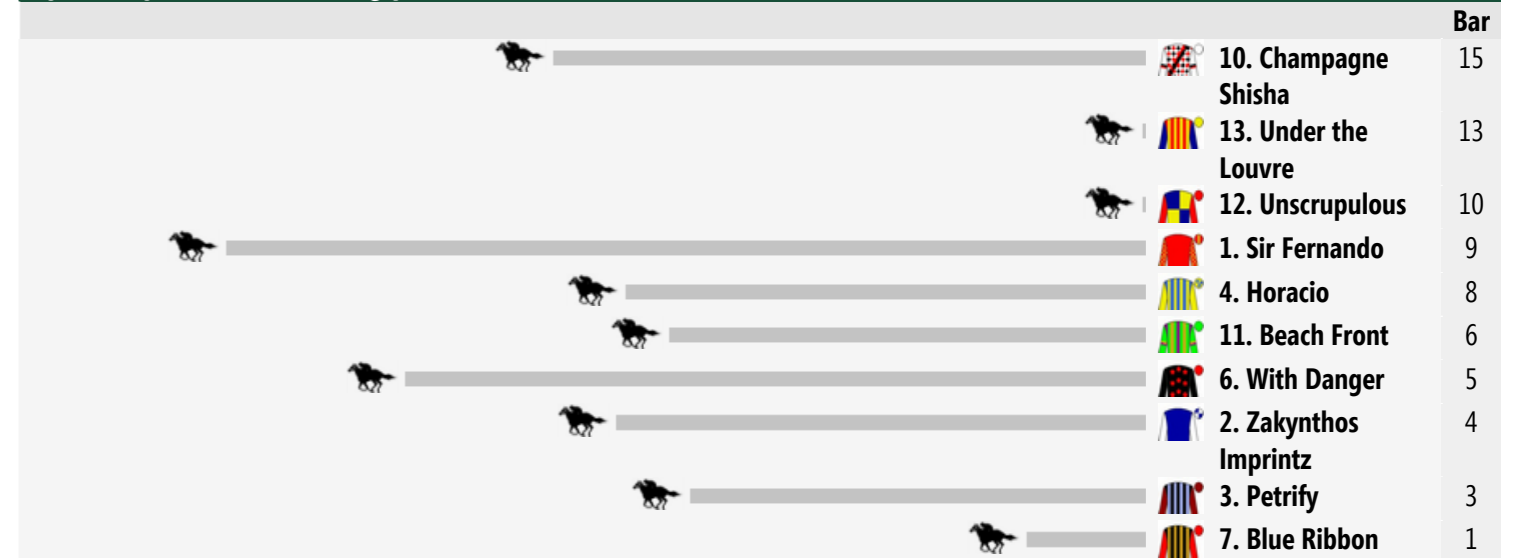 Bar
10. Champagne 15
Shisha
13. Under the 13
Louvre
12. Unscrupulous 10
1. Sir Fernando 9
4. Horacio 8
11. Beach Front 6
6. With Danger 5
2. Zakynthos 4
Imprintz
3. Petrify 3
7. Blue Ribbon 1